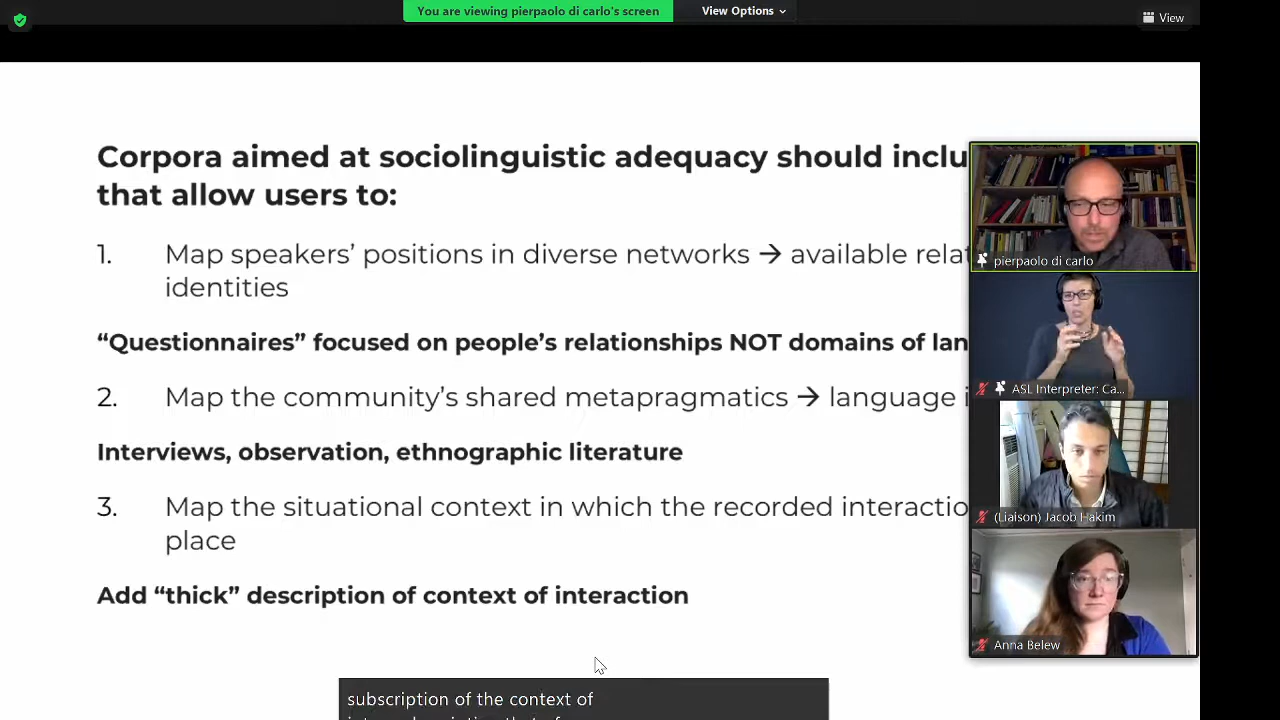 You are viewing pierpaolo di carlo's screen
View Options
View
Corpora aimed at sociolinguistic adequacy should inclu
that allow users to:
1. Map speakers’ positions in diverse networks → available relat
identities
“Questionnaires” focused on people’s relationships NOT domains of lan
2. Map the community’s shared metapragmatics → language i
Interviews, observation, ethnographic literature
3. Map the situational context in which the recorded interactio
place
Add “thick” description of context of interaction
pierpaolo di carlo
ASL Interpreter: Ca...
(Liaison) Jacob Hakim
Anna Belew
subscription of the context of